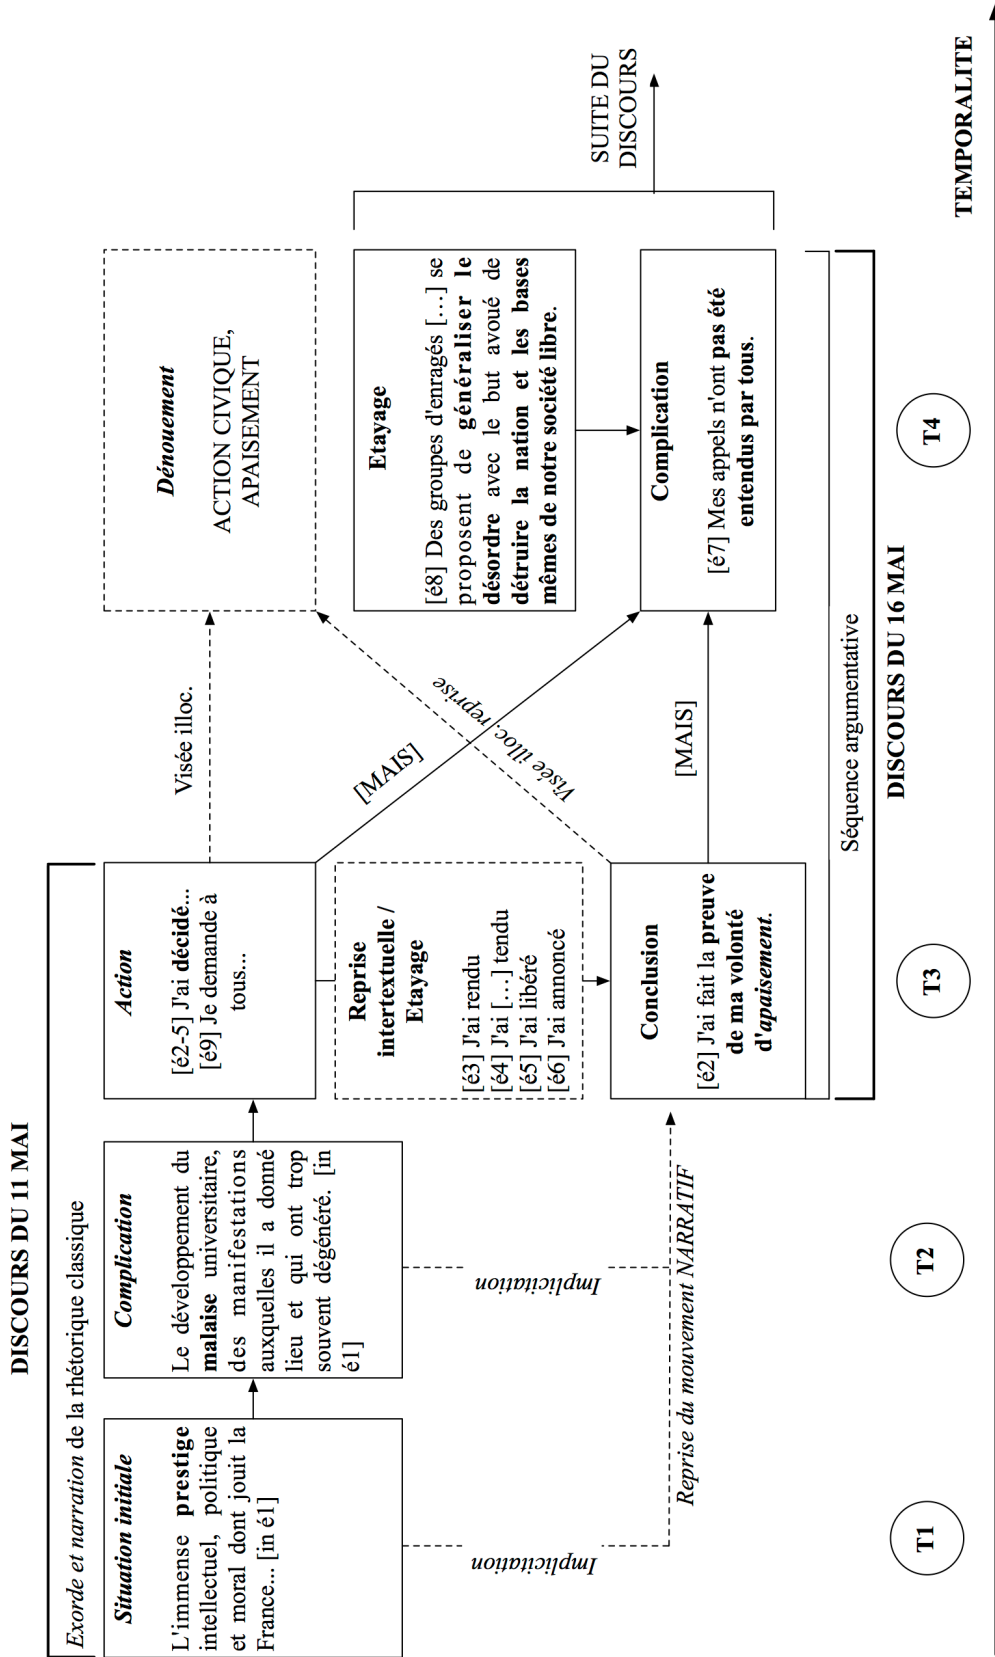 DISCOURS DU 11 MAI
Exorde et narration de la rhétorique classique
Situation initiale
L'immense prestige
intellectuel, politique
et moral dont jouit la
France... [in é1]
Complication
Le développement du
malaise universitaire,
des manifestations
auxquelles il a donné
lieu et qui ont trop
souvent dégénéré. [in
é1]
Action
[é2-5] J'ai décidé...
[é9] Je demande à
tous...
Visée illoc.
Dénouement
ACTION CIVIQUE,
APAISEMENT
Reprise
intertextuelle /
Etayage
[é3] J'ai rendu
[é4] J'ai [...] tendu
[é5] J'ai libéré
[é6] J'ai annoncé
[MAIS]
Visée illoc. reprise
Etayage
[é8] Des groupes d'enragés [...] se
proposent de généraliser le
désordre avec le but avoué de
détruire la nation et les bases
mêmes de notre société libre.
SUITE DU
DISCOURS
Implicitation
Implicitation
Reprise du mouvement NARRATIF
Conclusion
[é2] J'ai fait la preuve
de ma volonté
d'apaisement.
[MAIS]
Complication
[é7] Mes appels n'ont pas été
entendus par tous.
Séquence argumentative
DISCOURS DU 16 MAI
T1
T2
T3
T4
TEMPORALITE